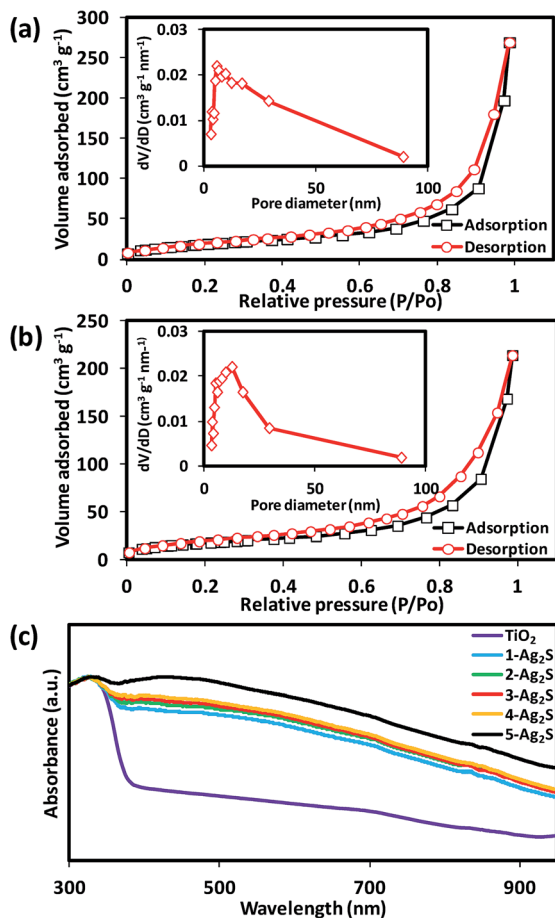 (a)
300
250
200
150
100
50
0
Volume adsorbed (cm³ g⁻¹)
0.03
0.02
0.01
0
dV/dD (cm³ g⁻¹ nm⁻¹)
0 50 100
Pore diameter (nm)
Adsorption
Desorption
0 0.2 0.4 0.6 0.8 1
Relative pressure (P/Po)
(b)
250
200
150
100
50
0
Volume adsorbed (cm³ g⁻¹)
0.03
0.02
0.01
0
dV/dD (cm³ g⁻¹ nm⁻¹)
0 50 100
Pore diameter (nm)
Adsorption
Desorption
0 0.2 0.4 0.6 0.8 1
Relative pressure (P/Po)
(c)
Absorbance (a.u.)
TiO₂
1-Ag₂S
2-Ag₂S
3-Ag₂S
4-Ag₂S
5-Ag₂S
300 500 700 900
Wavelength (nm)